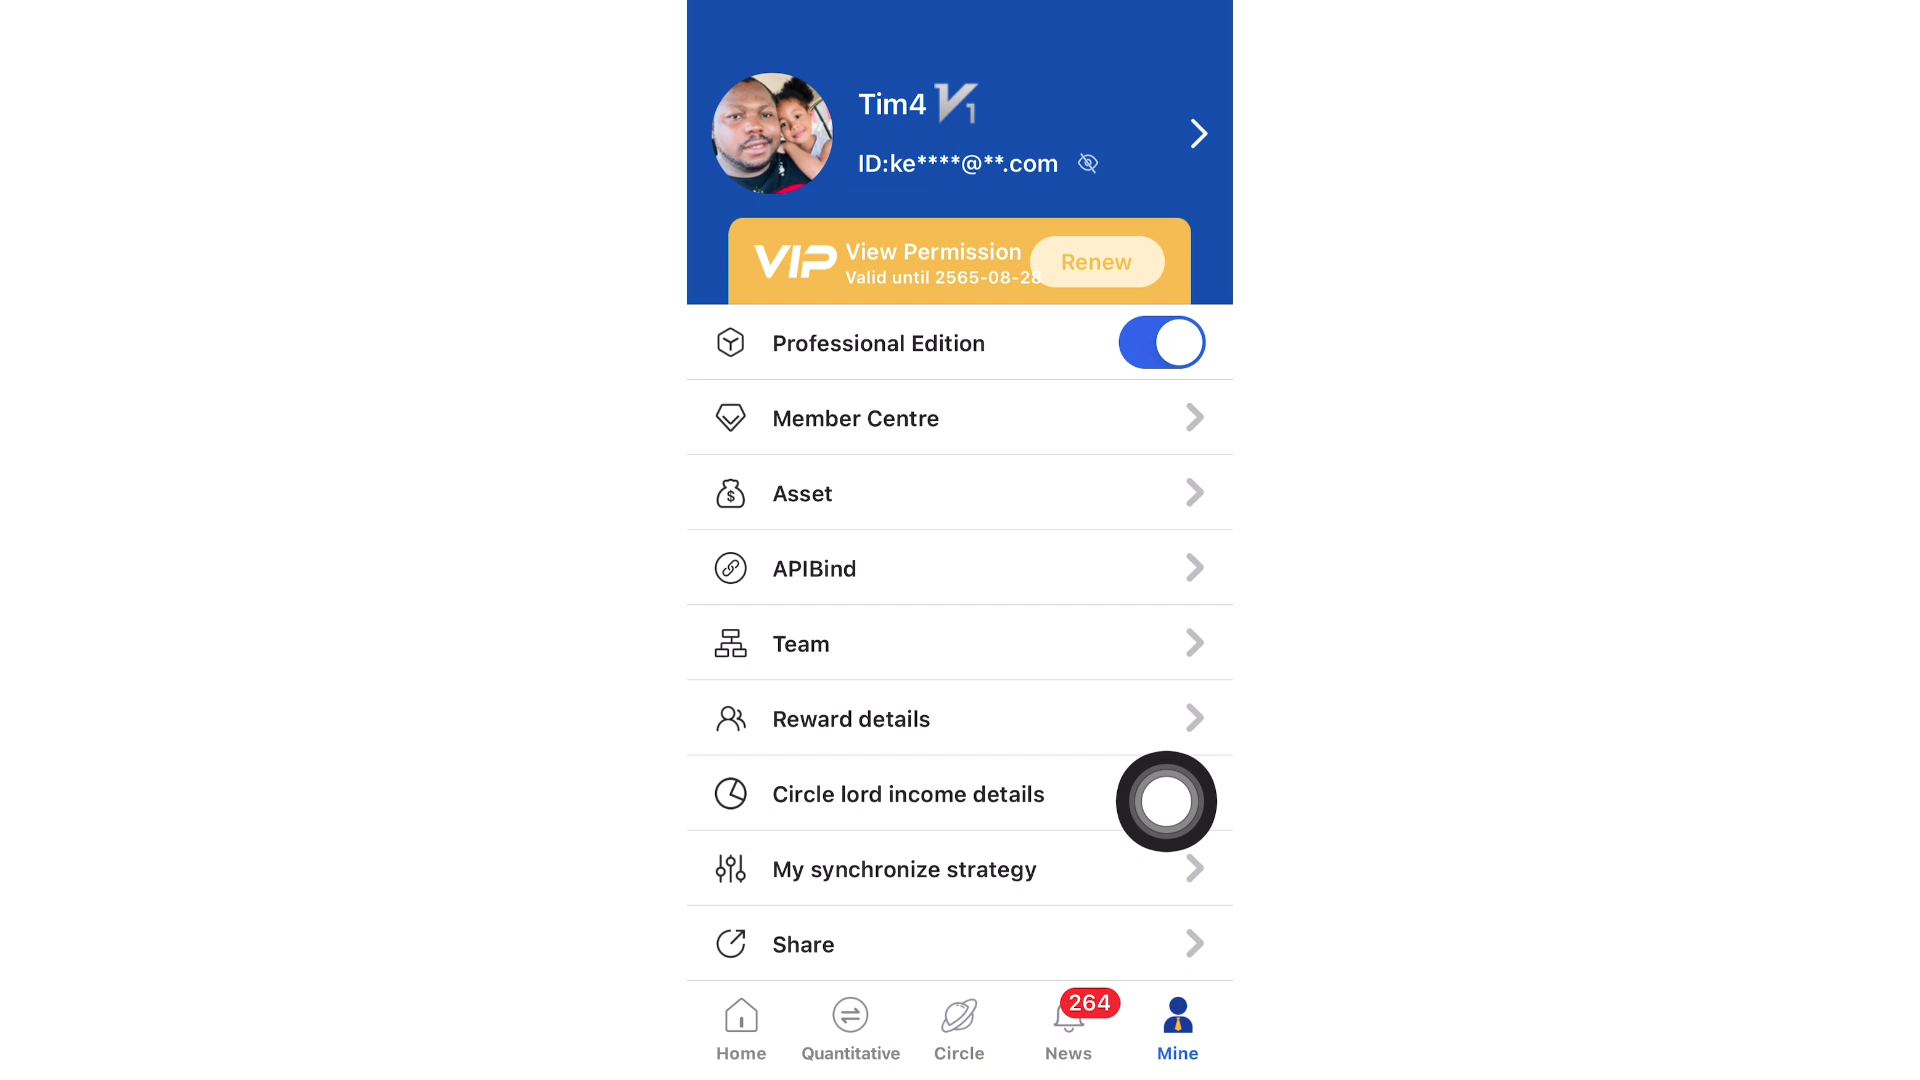 Tim4 V1
ID:ke****@**.com
VIP
View Permission
Valid until 2565-08-28
Renew
Professional Edition
Member Centre
Asset
APIBind
Team
Reward details
Circle lord income details
My synchronize strategy
Share
264
Home
Quantitative
Circle
News
Mine